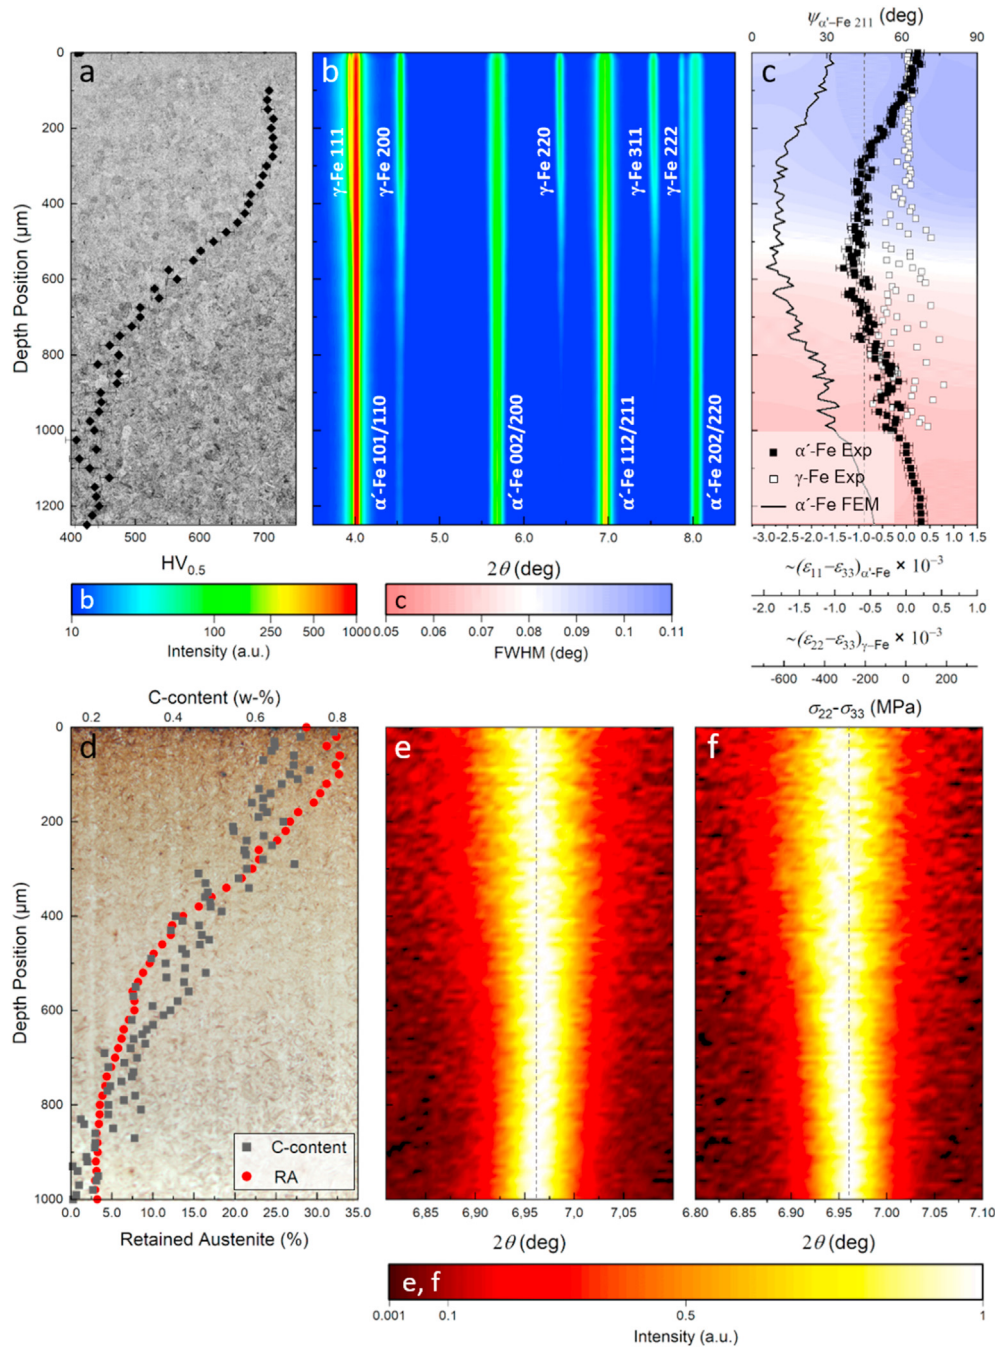 ψα′–Fe 211 (deg)
0 30 60 90
a
b
c
0
200
400
600
800
1000
1200
Depth Position (µm)
γ-Fe 111
γ-Fe 200
γ-Fe 220
γ-Fe 311
γ-Fe 222
α´-Fe 101/110
α´-Fe 002/200
α´-Fe 112/211
α´-Fe 202/220
α´-Fe Exp
γ-Fe Exp
α´-Fe FEM
400 500 600 700
4.0 5.0 6.0 7.0 8.0
-3.0 -2.5 -2.0 -1.5 -1.0 -0.5 0.0 0.5 1.0 1.5
HV0.5
2θ (deg)
~(ε11−ε33)α′-Fe × 10-3
b
c
-2.0 -1.5 -1.0 -0.5 0.0 0.5 1.0
10 100 250 500 1000
0.05 0.06 0.07 0.08 0.09 0.1 0.11
Intensity (a.u.)
FWHM (deg)
~(ε22−ε33)γ−Fe × 10-3
-600 -400 -200 0 200
σ22-σ33 (MPa)
C-content (w-%)
0.2 0.4 0.6 0.8
d
e
f
0
200
400
600
800
1000
Depth Position (µm)
C-content
RA
0.0 5.0 10.0 15.0 20.0 25.0 30.0 35.0
6,85 6,90 6,95 7,0 7,0
6.80 6.85 6.90 6.95 7.00 7.05 7.10
Retained Austenite (%)
2θ (deg)
2θ (deg)
e, f
0.001 0.1 0.5 1
Intensity (a.u.)